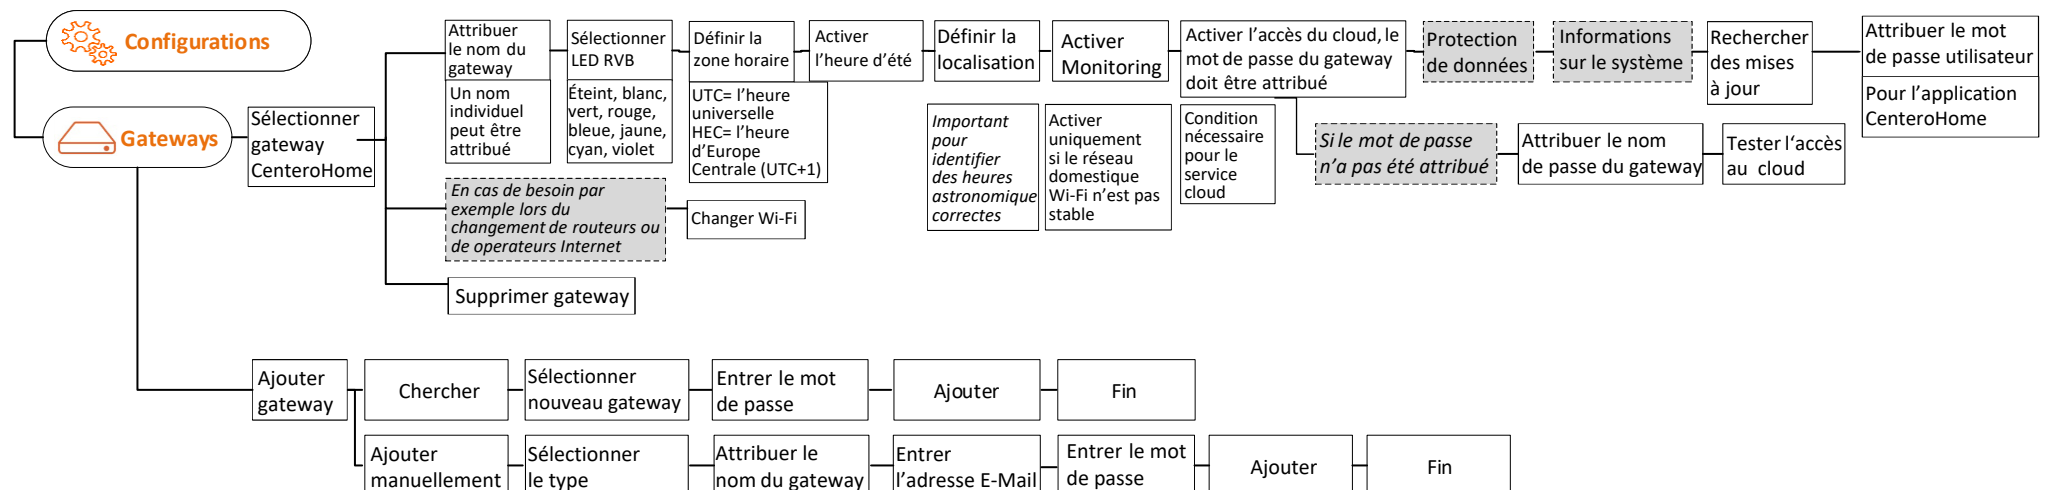 Configurations
Gateways
Sélectionner
gateway
CenteroHome
Attribuer
le nom du
gateway
Un nom
individuel
peut être
attribué
Sélectionner
LED RVB
Éteint, blanc,
vert, rouge,
bleue, jaune,
cyan, violet
Définir la
zone horaire
UTC= l’heure
universelle
HEC= l’heure
d’Europe
Centrale (UTC+1)
Activer
l’heure d’été
Définir la
localisation
Important
pour
identifier
des heures
astronomique
correctes
Activer
Monitoring
Activer
uniquement
si le réseau
domestique
Wi-Fi n’est pas
stable
Activer l’accès du cloud, le
mot de passe du gateway
doit être attribué
Condition
nécessaire
pour le
service
cloud
Si le mot de passe
n’a pas été attribué
Attribuer le nom
de passe du gateway
Tester l‘accès
au cloud
Protection
de données
Informations
sur le système
Rechercher
des mises
à jour
Attribuer le mot
de passe utilisateur
Pour l’application
CenteroHome
En cas de besoin par
exemple lors du
changement de routeurs ou
de operateurs Internet
Changer Wi-Fi
Supprimer gateway
Ajouter
gateway
Chercher
Sélectionner
nouveau gateway
Entrer le mot
de passe
Ajouter
Fin
Ajouter
manuellement
Sélectionner
le type
Attribuer le
nom du gateway
Entrer
l’adresse E-Mail
Entrer le mot
de passe
Ajouter
Fin